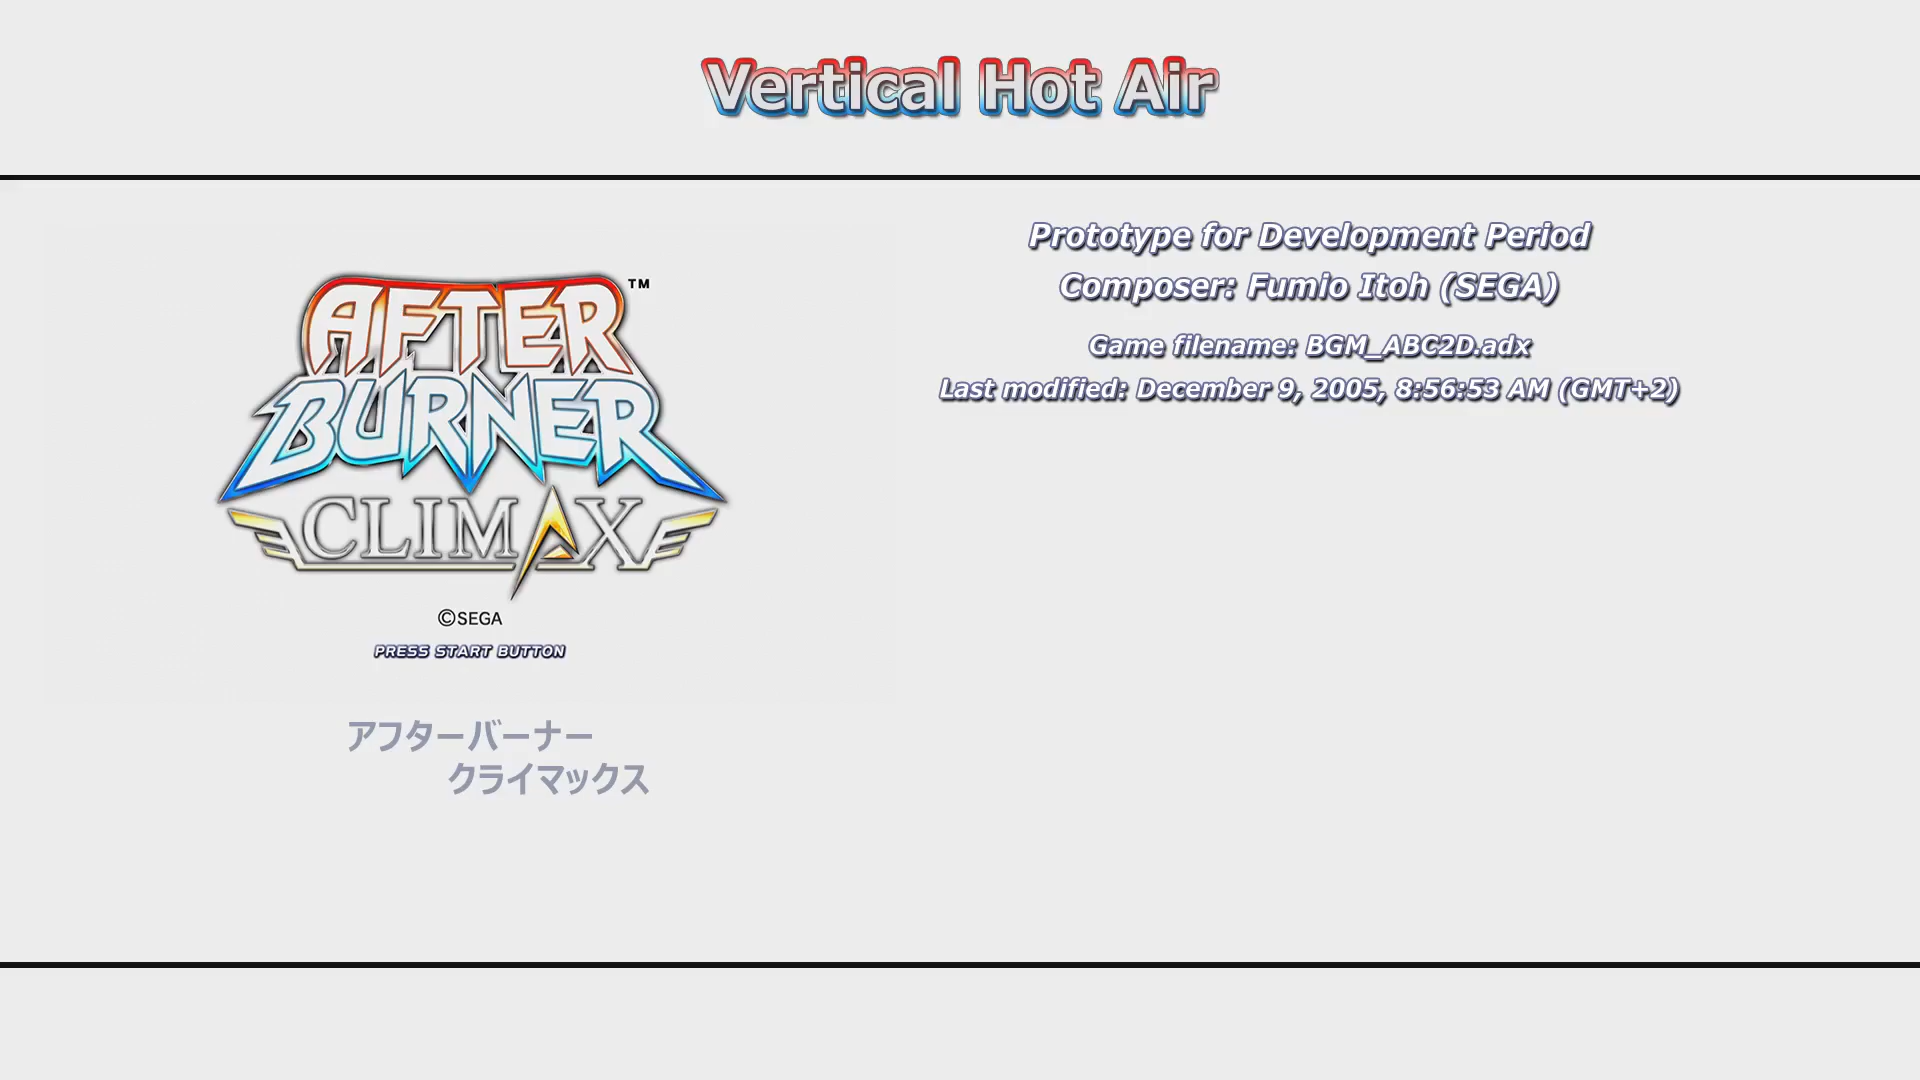 Vertical Hot Air
Prototype for Development Period
Composer: Fumio Itoh (SEGA)
Game filename: BGM_ABC2D.adx
Last modified: December 9, 2005, 8:56:53 AM (GMT+2)
AFTER ™
BURNER
CLIMAX
©SEGA
PRESS START BUTTON
アフターバーナー
クライマックス